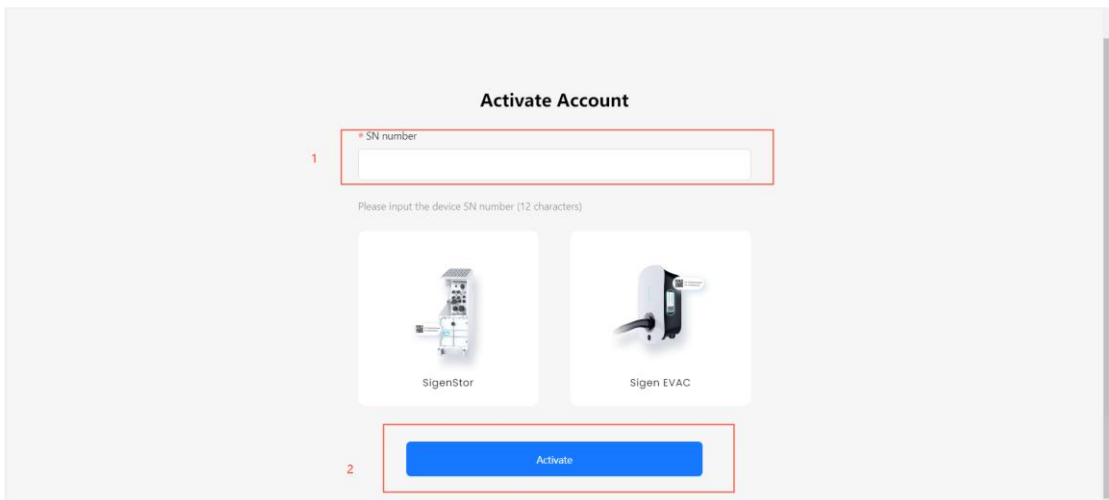 Activate Account
* SN number
1
Please input the device SN number (12 characters)
SigenStor
Sigen EVAC
Activate
2